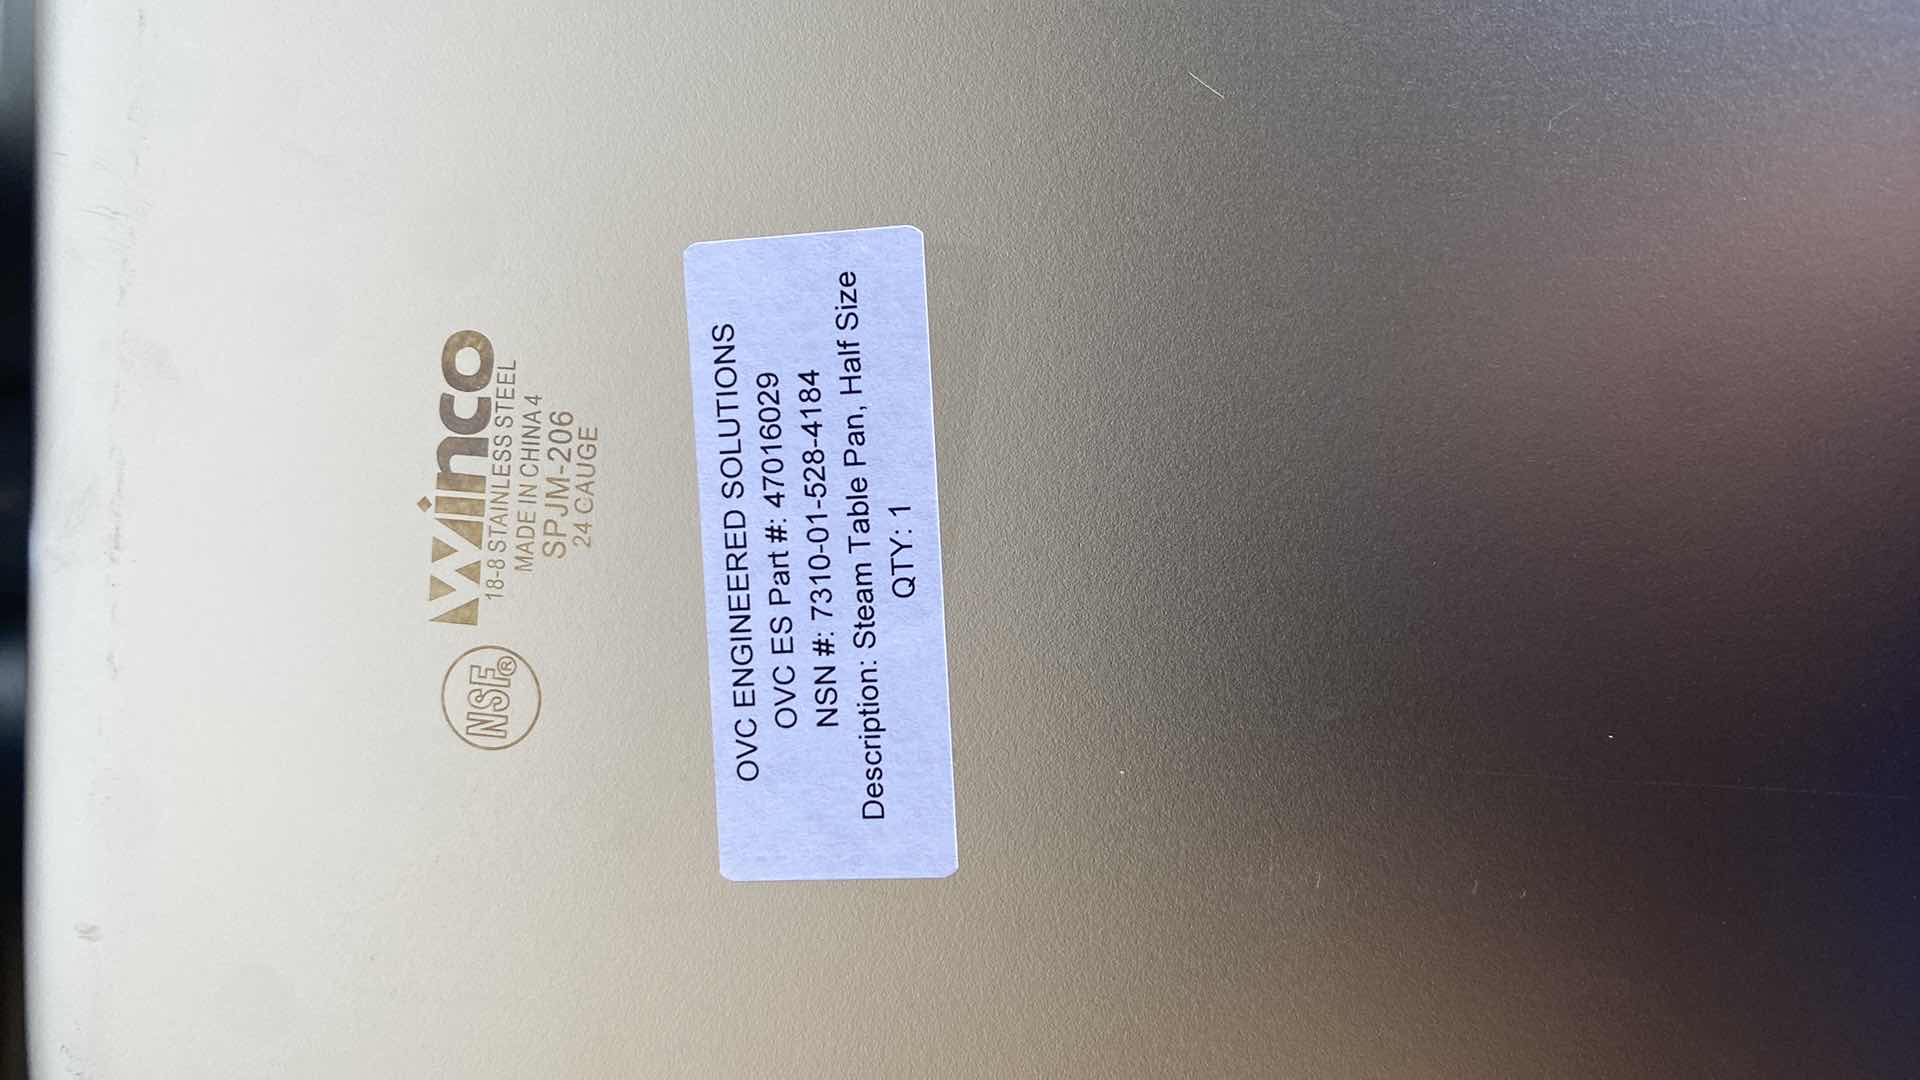 NSF®
Winco
18-8 STAINLESS STEEL
MADE IN CHINA 4
SPJM-206
24 CAUGE
OVC ENGINEERED SOLUTIONS
OVC ES Part #: 47016029
NSN #: 7310-01-528-4184
Description: Steam Table Pan, Half Size
QTY: 1